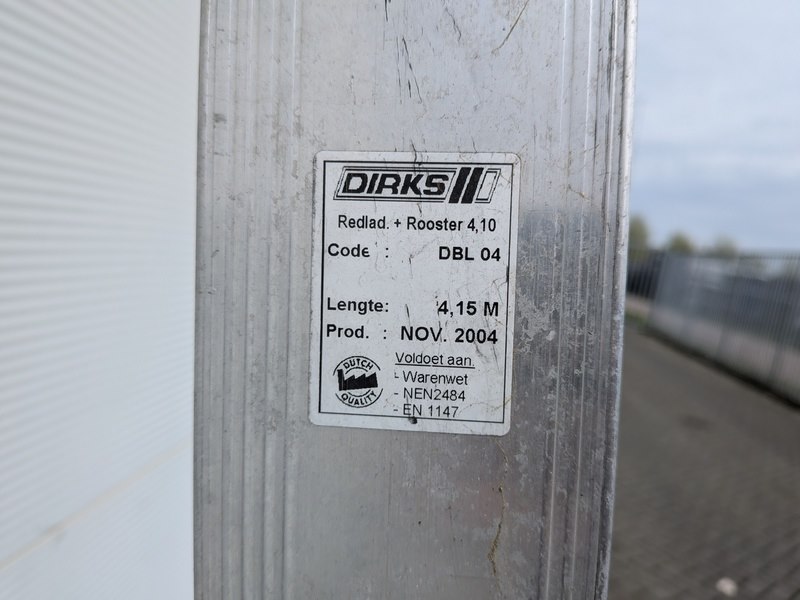 DIRKS
Redlad. + Rooster 4,10
Code : DBL 04
Lengte: 4,15 M
Prod. : NOV. 2004
DUTCH QUALITY
Voldoet aan:
- Warenwet
- NEN2484
- EN 1147